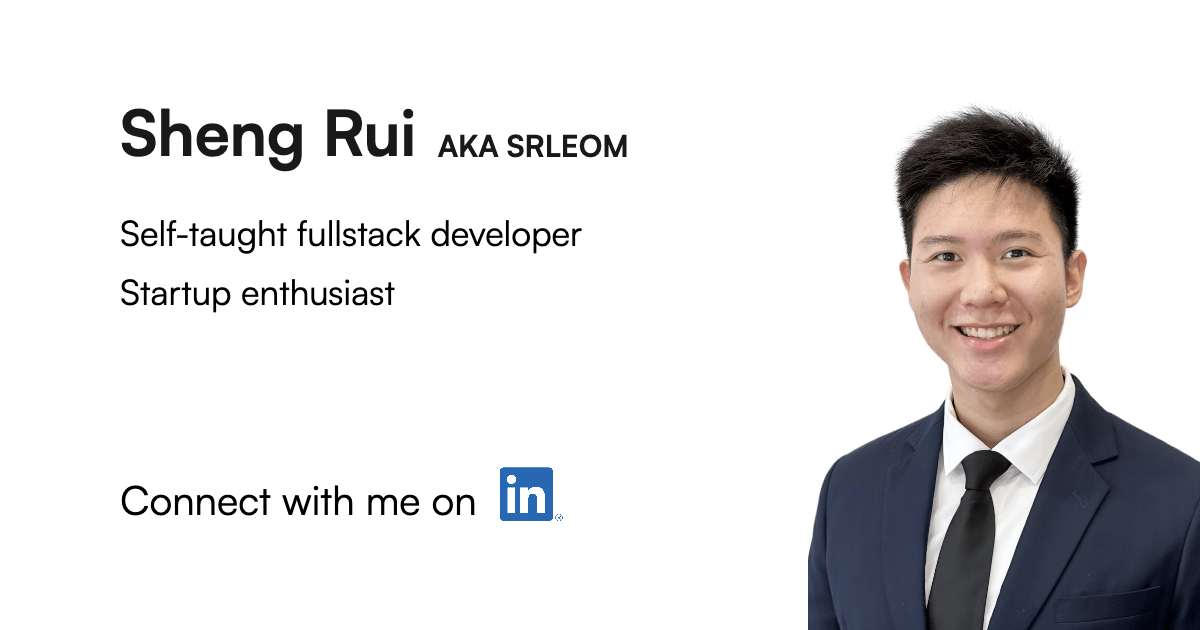 Sheng Rui AKA SRLEOM
Self-taught fullstack developer
Startup enthusiast
Connect with me on in®